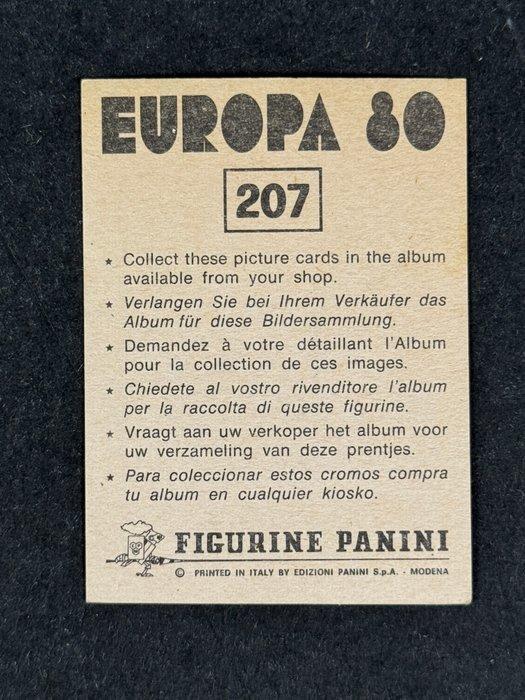 EUROPA 80
207
★ Collect these picture cards in the album
available from your shop.
★ Verlangen Sie bei Ihrem Verkäufer das
Album für diese Bildersammlung.
★ Demandez à votre détaillant l'Album
pour la collection de ces images.
★ Chiedete al vostro rivenditore l'album
per la raccolta di queste figurine.
★ Vraagt aan uw verkoper het album voor
uw verzameling van deze prentjes.
★ Para coleccionar estos cromos compra
tu album en cualquier kiosko.
FIGURINE PANINI
© PRINTED IN ITALY BY EDIZIONI PANINI S.p.A. - MODENA